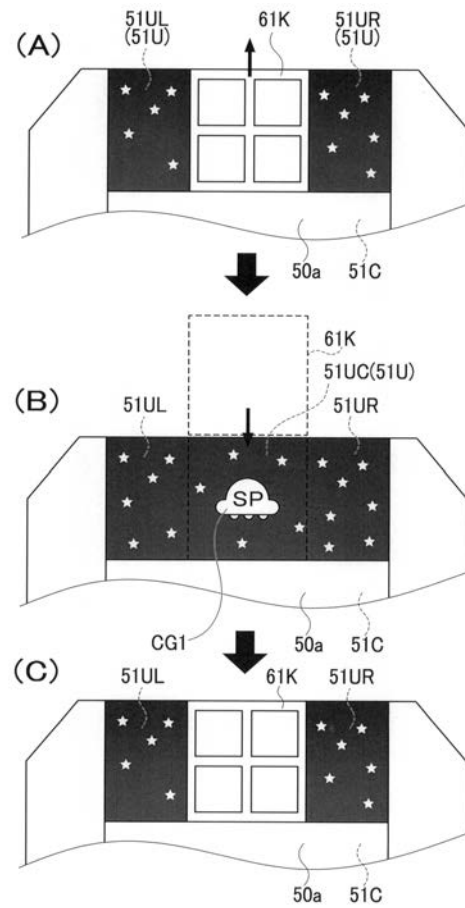 51UL 61K 51UR
(51U) (51U)
(A)
50a 51C
61K
51UC(51U)
(B)
51UL 51UR
SP
CG1 50a 51C
(C)
51UL 61K 51UR
50a 51C